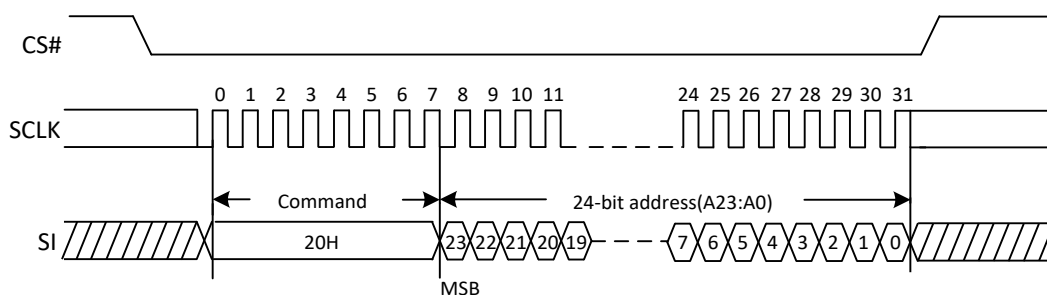 CS#
0 1 2 3 4 5 6 7 8 9 10 11 24 25 26 27 28 29 30 31
SCLK
Command 24-bit address(A23:A0)
SI 20H 23 22 21 20 19 7 6 5 4 3 2 1 0
MSB